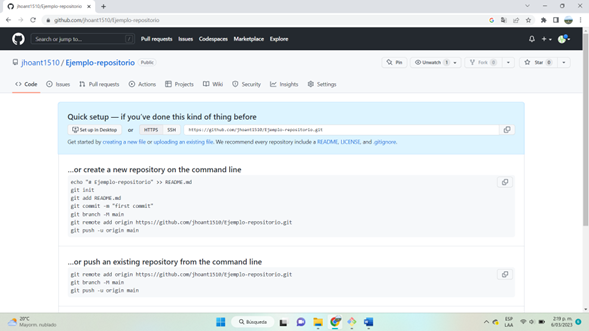 jhoant1510/Ejemplo-repositorio
github.com/jhoant1510/Ejemplo-repositorio
Search or jump to...
/
Pull requests Issues Codespaces Marketplace Explore
jhoant1510 / Ejemplo-repositorio Public
Pin Unwatch 1 Fork 0 Star 0
Code Issues Pull requests Actions Projects Wiki Security Insights Settings
Quick setup — if you've done this kind of thing before
Set up in Desktop or HTTPS SSH https://github.com/jhoant1510/Ejemplo-repositorio.git
Get started by creating a new file or uploading an existing file. We recommend every repository include a README, LICENSE, and .gitignore.
...or create a new repository on the command line
echo "# Ejemplo-repositorio" >> README.md
git init
git add README.md
git commit -m "first commit"
git branch -M main
git remote add origin https://github.com/jhoant1510/Ejemplo-repositorio.git
git push -u origin main
...or push an existing repository from the command line
git remote add origin https://github.com/jhoant1510/Ejemplo-repositorio.git
git branch -M main
git push -u origin main
20°C
Mayorm. nublado
Búsqueda
ESP
LAA
2:19 p. m.
6/03/2023